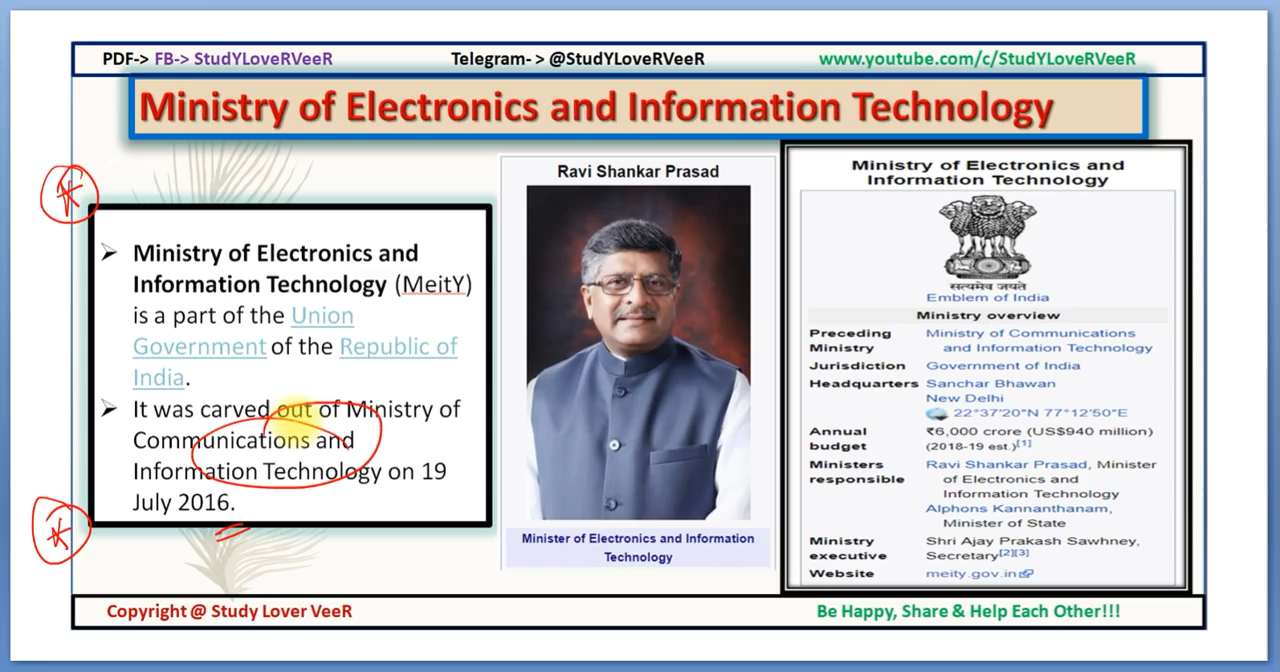 PDF-> FB-> StudYLoveRVeeR
Telegram- > @StudYLoveRVeeR
www.youtube.com/c/StudYLoveRVeeR
Ministry of Electronics and Information Technology
➢ Ministry of Electronics and
Information Technology (MeitY)
is a part of the Union
Government of the Republic of
India.
➢ It was carved out of Ministry of
Communications and
Information Technology on 19
July 2016.
Ravi Shankar Prasad
Minister of Electronics and Information
Technology
Ministry of Electronics and
Information Technology
सत्यमेव जयते
Emblem of India
Ministry overview
Preceding Ministry of Communications
Ministry and Information Technology
Jurisdiction Government of India
Headquarters Sanchar Bhawan
New Delhi
22°37′20″N 77°12′50″E
Annual ₹6,000 crore (US$940 million)
budget (2018-19 est.)[1]
Ministers Ravi Shankar Prasad, Minister
responsible of Electronics and
Information Technology
Alphons Kannanthanam,
Minister of State
Ministry Shri Ajay Prakash Sawhney,
executive Secretary[2][3]
Website meity.gov.in
Copyright @ Study Lover VeeR
Be Happy, Share & Help Each Other!!!